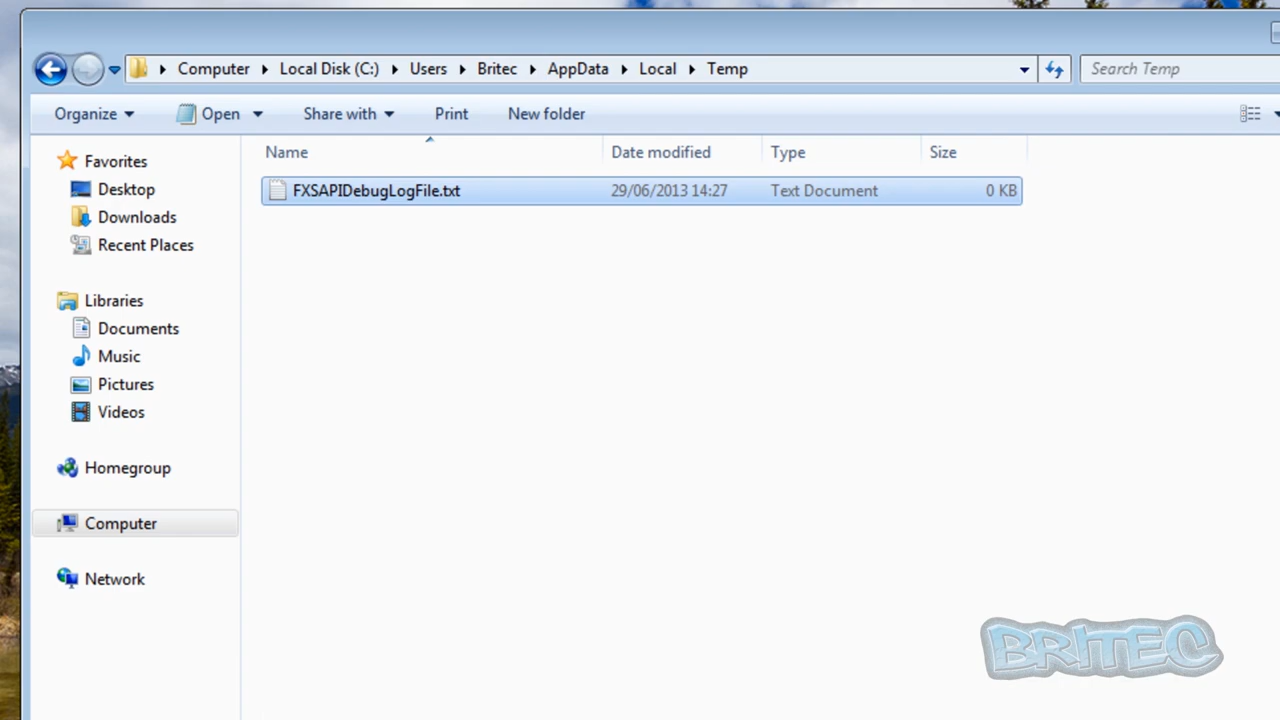 Computer Local Disk (C:) Users Britec AppData Local Temp Search Temp
Organize Open Share with Print New folder
Name Date modified Type Size
FXSAPIDebugLogFile.txt 29/06/2013 14:27 Text Document 0 KB
Favorites
Desktop
Downloads
Recent Places
Libraries
Documents
Music
Pictures
Videos
Homegroup
Computer
Network
BRITEC